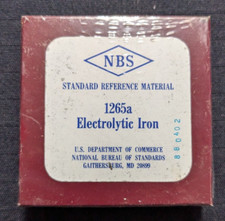 NBS
STANDARD REFERENCE MATERIAL
1265a
Electrolytic Iron
U.S. DEPARTMENT OF COMMERCE
NATIONAL BUREAU OF STANDARDS
GAITHERSBURG, MD 20899